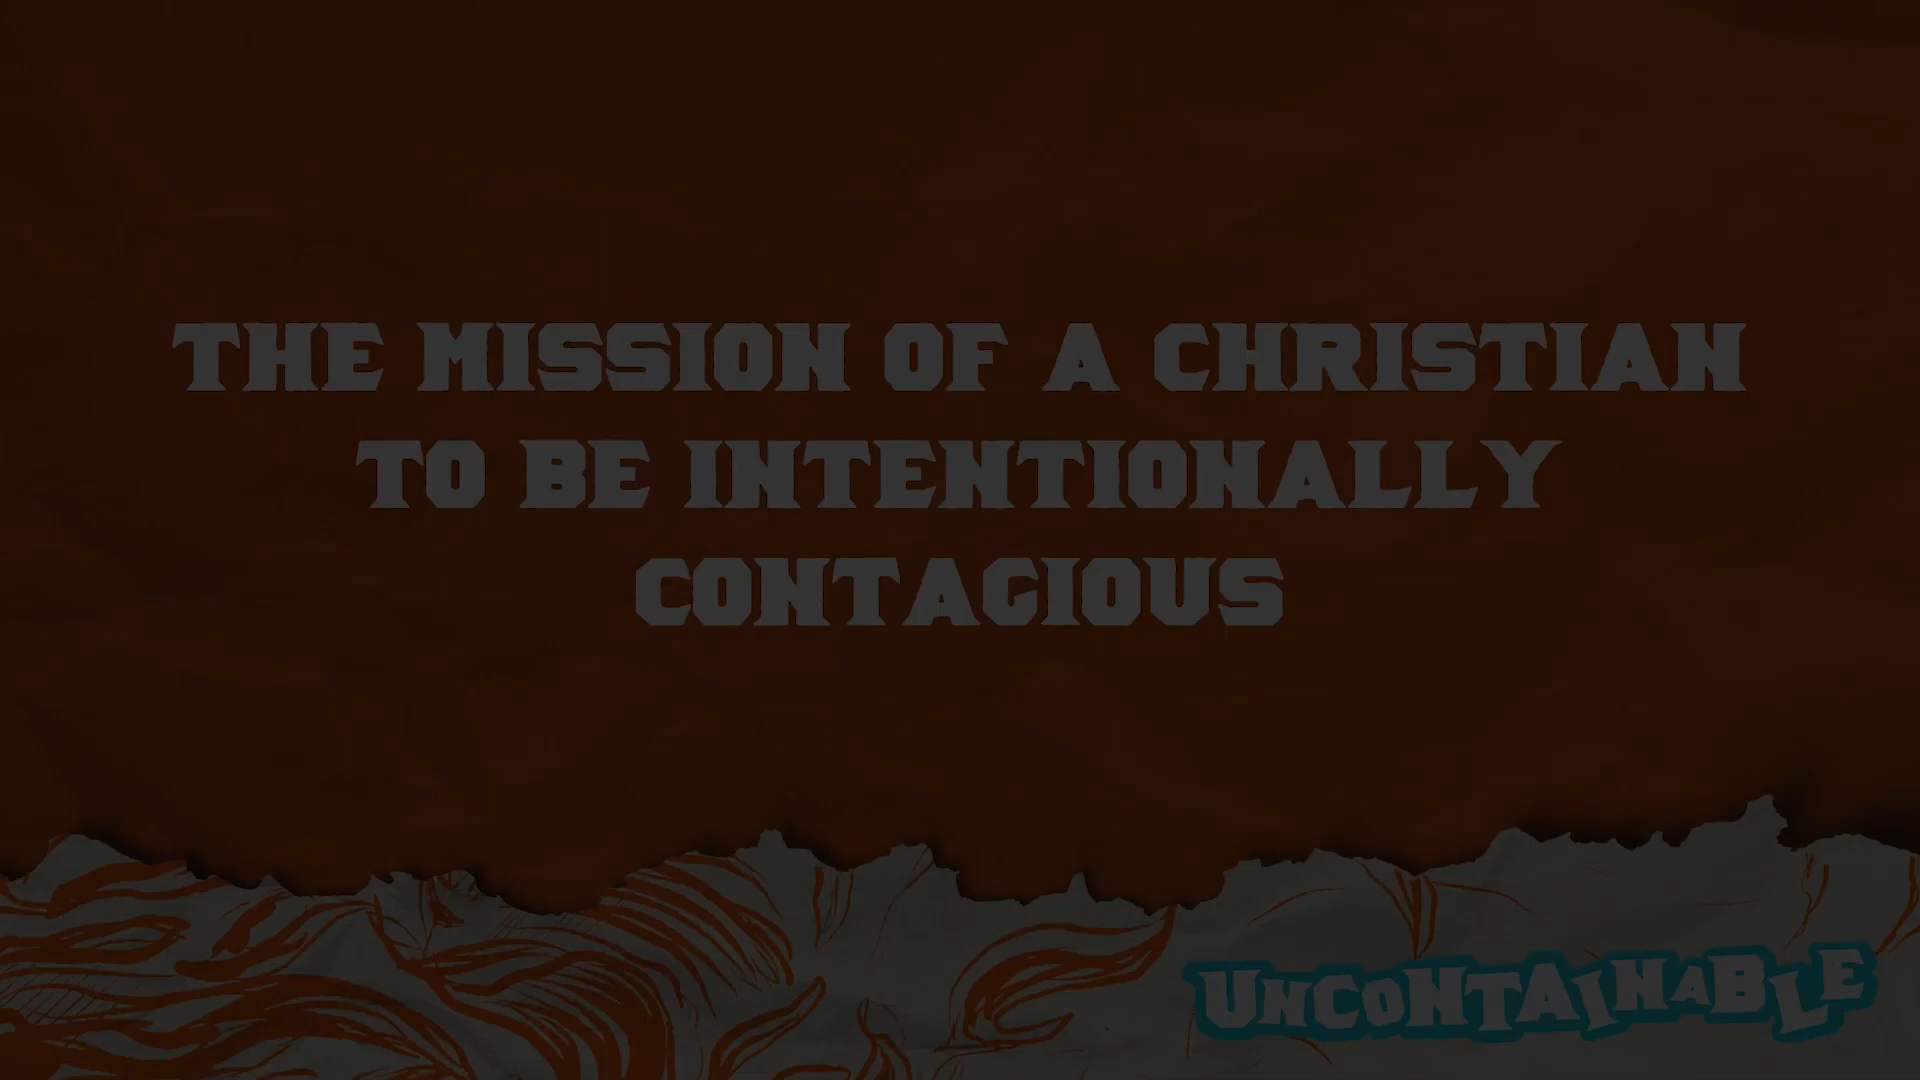 THE MISSION OF A CHRISTIAN
TO BE INTENTIONALLY
CONTAGIOUS
UNCONTAINABLE